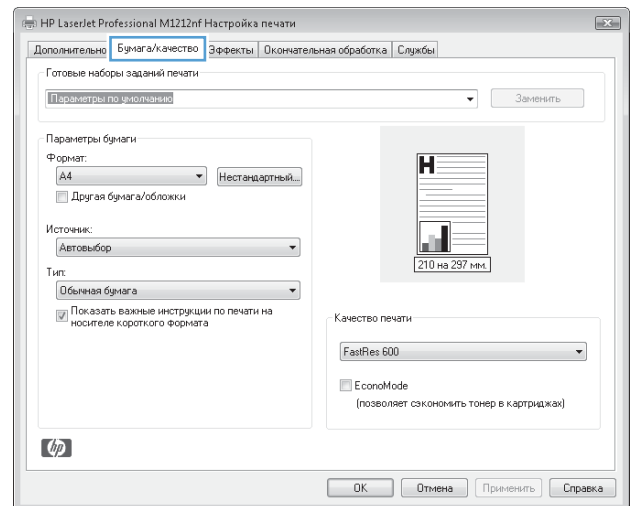 HP LaserJet Professional M1212nf Настройка печати
Дополнительно Бумага/качество Эффекты Окончательная обработка Службы
Готовые наборы заданий печати
Параметры по умолчанию Заменить
Параметры бумаги
Формат:
A4 Нестандартный...
Другая бумага/обложки
Источник:
Автовыбор
Тип:
Обычная бумага
Показать важные инструкции по печати на
носителе короткого формата
H
210 на 297 мм.
Качество печати
FastRes 600
EconoMode
(позволяет сэкономить тонер в картриджах)
hp
OK Отмена Применить Справка